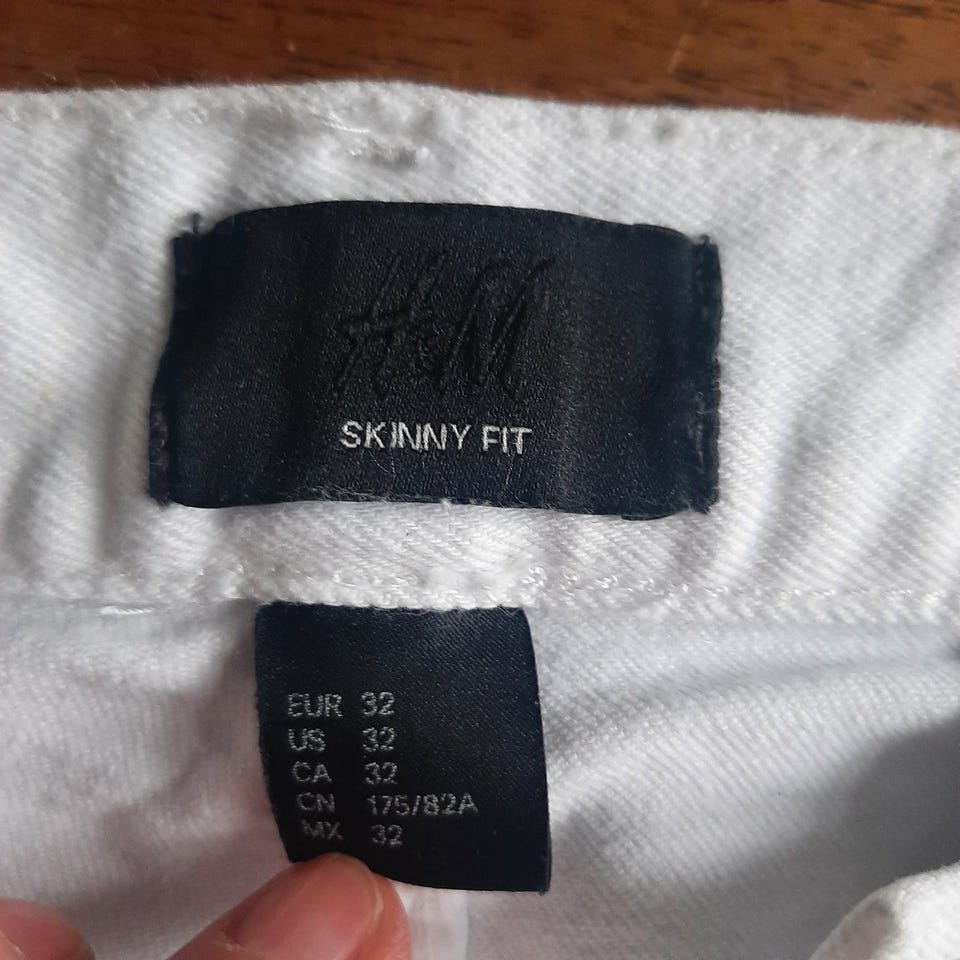 H&M
SKINNY FIT
EUR 32
US 32
CA 32
CN 175/82A
MX 32